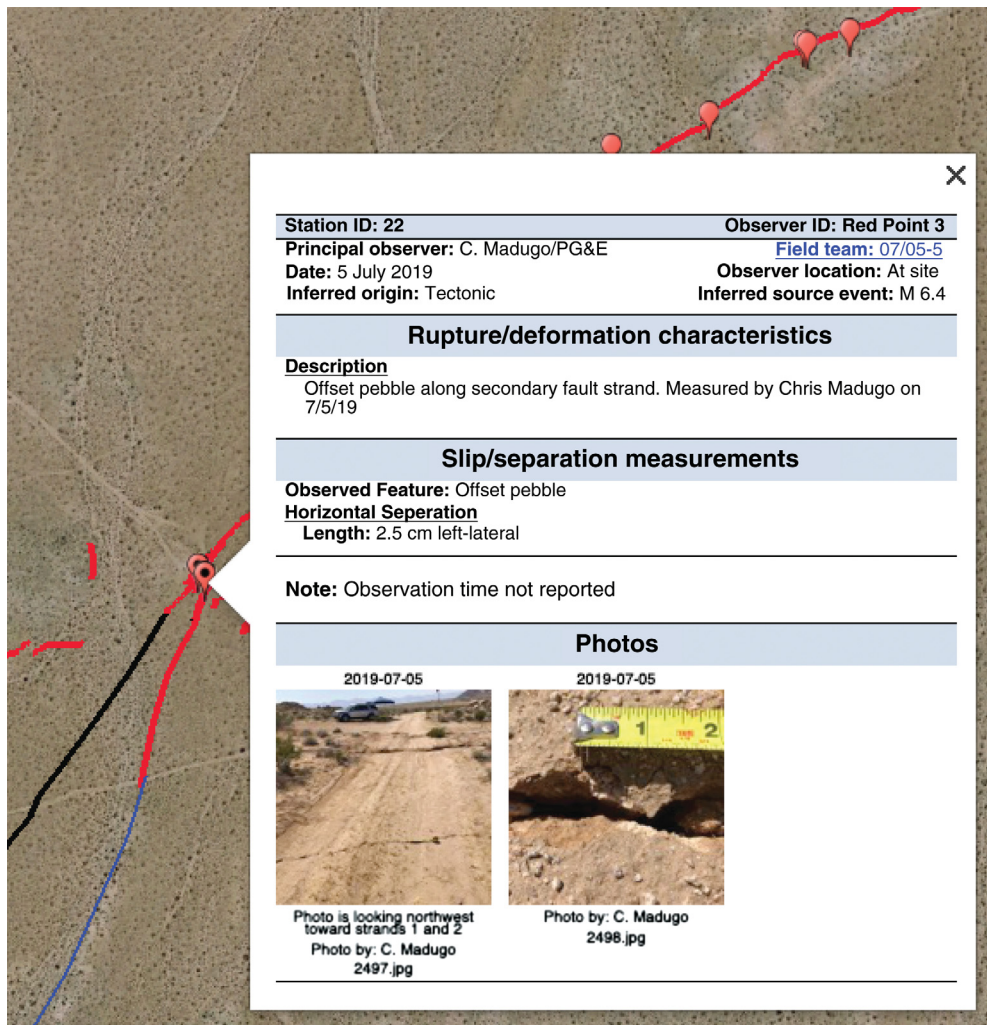 Station ID: 22 Observer ID: Red Point 3
Principal observer: C. Madugo/PG&E Field team: 07/05-5
Date: 5 July 2019 Observer location: At site
Inferred origin: Tectonic Inferred source event: M 6.4
Rupture/deformation characteristics
Description
Offset pebble along secondary fault strand. Measured by Chris Madugo on
7/5/19
Slip/separation measurements
Observed Feature: Offset pebble
Horizontal Seperation
Length: 2.5 cm left-lateral
Note: Observation time not reported
Photos
2019-07-05 2019-07-05
1 2
Photo is looking northwest
toward strands 1 and 2
Photo by: C. Madugo
2497.jpg
Photo by: C. Madugo
2498.jpg